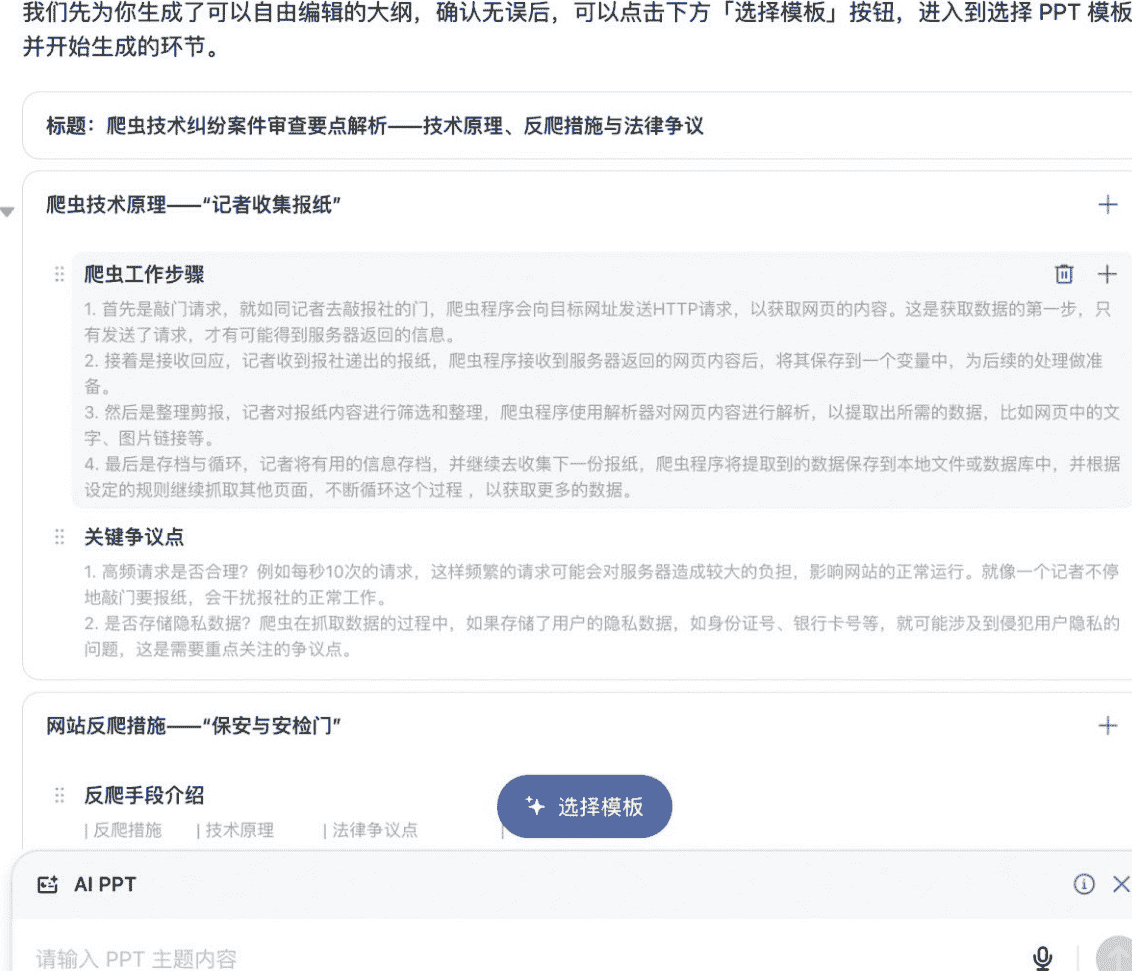 我们先为你生成了可以自由编辑的大纲，确认无误后，可以点击下方「选择模板」按钮，进入到选择 PPT 模板
并开始生成的环节。
标题：爬虫技术纠纷案件审查要点解析——技术原理、反爬措施与法律争议
爬虫技术原理——“记者收集报纸”
爬虫工作步骤
1. 首先是敲门请求，就如同记者去敲报社的门，爬虫程序会向目标网址发送HTTP请求，以获取网页的内容。这是获取数据的第一步，只
有发送了请求，才有可能得到服务器返回的信息。
2. 接着是接收回应，记者收到报社递出的报纸，爬虫程序接收到服务器返回的网页内容后，将其保存到一个变量中，为后续的处理做准
备。
3. 然后是整理剪报，记者对报纸内容进行筛选和整理，爬虫程序使用解析器对网页内容进行解析，以提取出所需的数据，比如网页中的文
字、图片链接等。
4. 最后是存档与循环，记者将有用的信息存档，并继续去收集下一份报纸，爬虫程序将提取到的数据保存到本地文件或数据库中，并根据
设定的规则继续抓取其他页面，不断循环这个过程 ，以获取更多的数据。
关键争议点
1. 高频请求是否合理？例如每秒10次的请求，这样频繁的请求可能会对服务器造成较大的负担，影响网站的正常运行。就像一个记者不停
地敲门要报纸，会干扰报社的正常工作。
2. 是否存储隐私数据？爬虫在抓取数据的过程中，如果存储了用户的隐私数据，如身份证号、银行卡号等，就可能涉及到侵犯用户隐私的
问题，这是需要重点关注的争议点。
网站反爬措施——“保安与安检门”
反爬手段介绍
| 反爬措施 | 技术原理 | 法律争议点 |
选择模板
AI PPT
请输入 PPT 主题内容